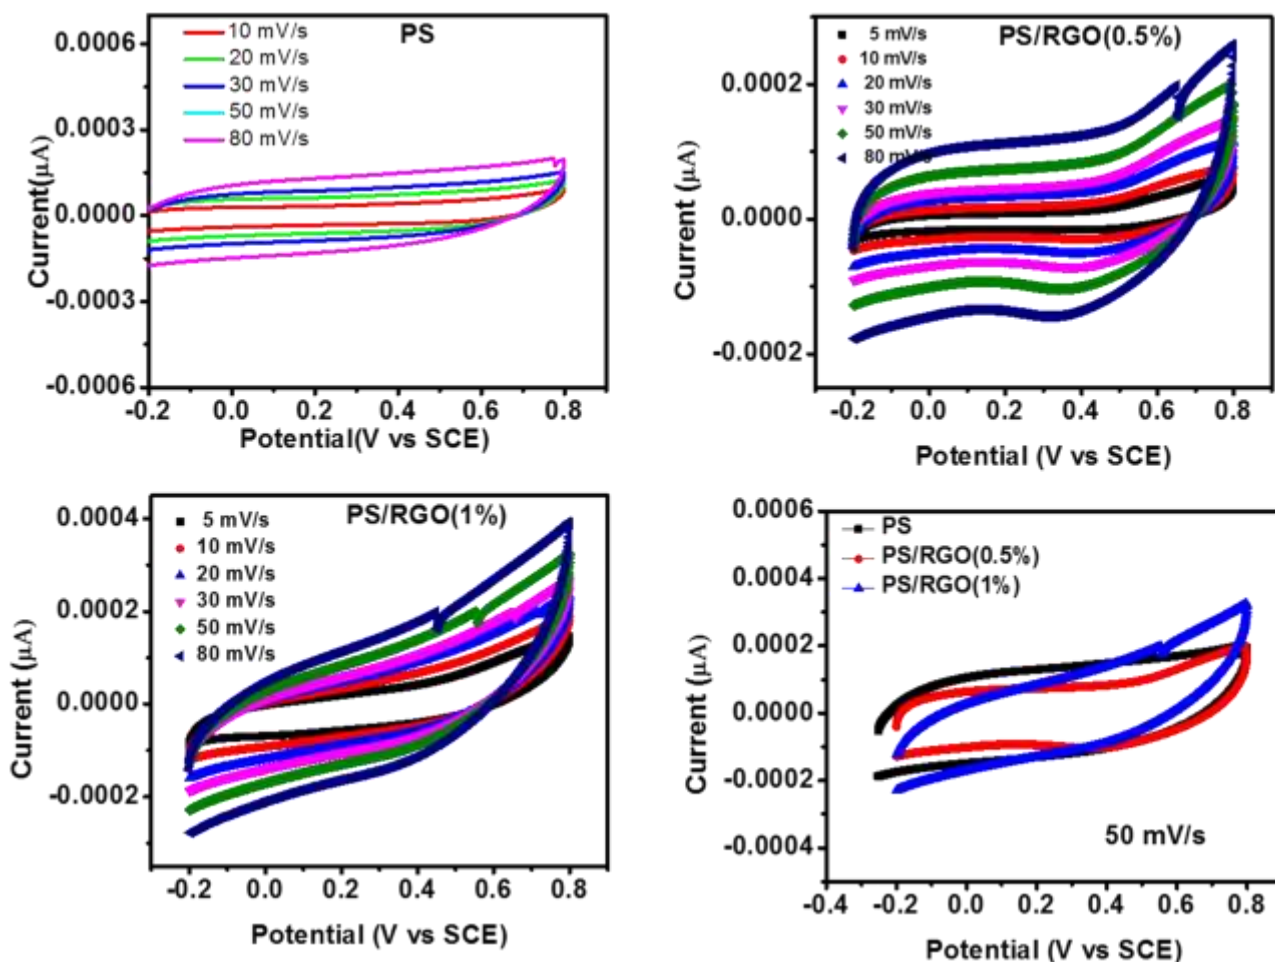 PS
10 mV/s
20 mV/s
30 mV/s
50 mV/s
80 mV/s
0.0006
0.0003
0.0000
-0.0003
-0.0006
Current(μA)
-0.2 0.0 0.2 0.4 0.6 0.8
Potential(V vs SCE)
PS/RGO(0.5%)
5 mV/s
10 mV/s
20 mV/s
30 mV/s
50 mV/s
80 mV/s
0.0002
0.0000
-0.0002
Current (μA)
-0.2 0.0 0.2 0.4 0.6 0.8
Potential (V vs SCE)
PS/RGO(1%)
5 mV/s
10 mV/s
20 mV/s
30 mV/s
50 mV/s
80 mV/s
0.0004
0.0002
0.0000
-0.0002
Current (μA)
-0.2 0.0 0.2 0.4 0.6 0.8
Potential (V vs SCE)
PS
PS/RGO(0.5%)
PS/RGO(1%)
0.0006
0.0004
0.0002
0.0000
-0.0002
-0.0004
Current (μA)
50 mV/s
-0.4 -0.2 0.0 0.2 0.4 0.6 0.8
Potential (V vs SCE)